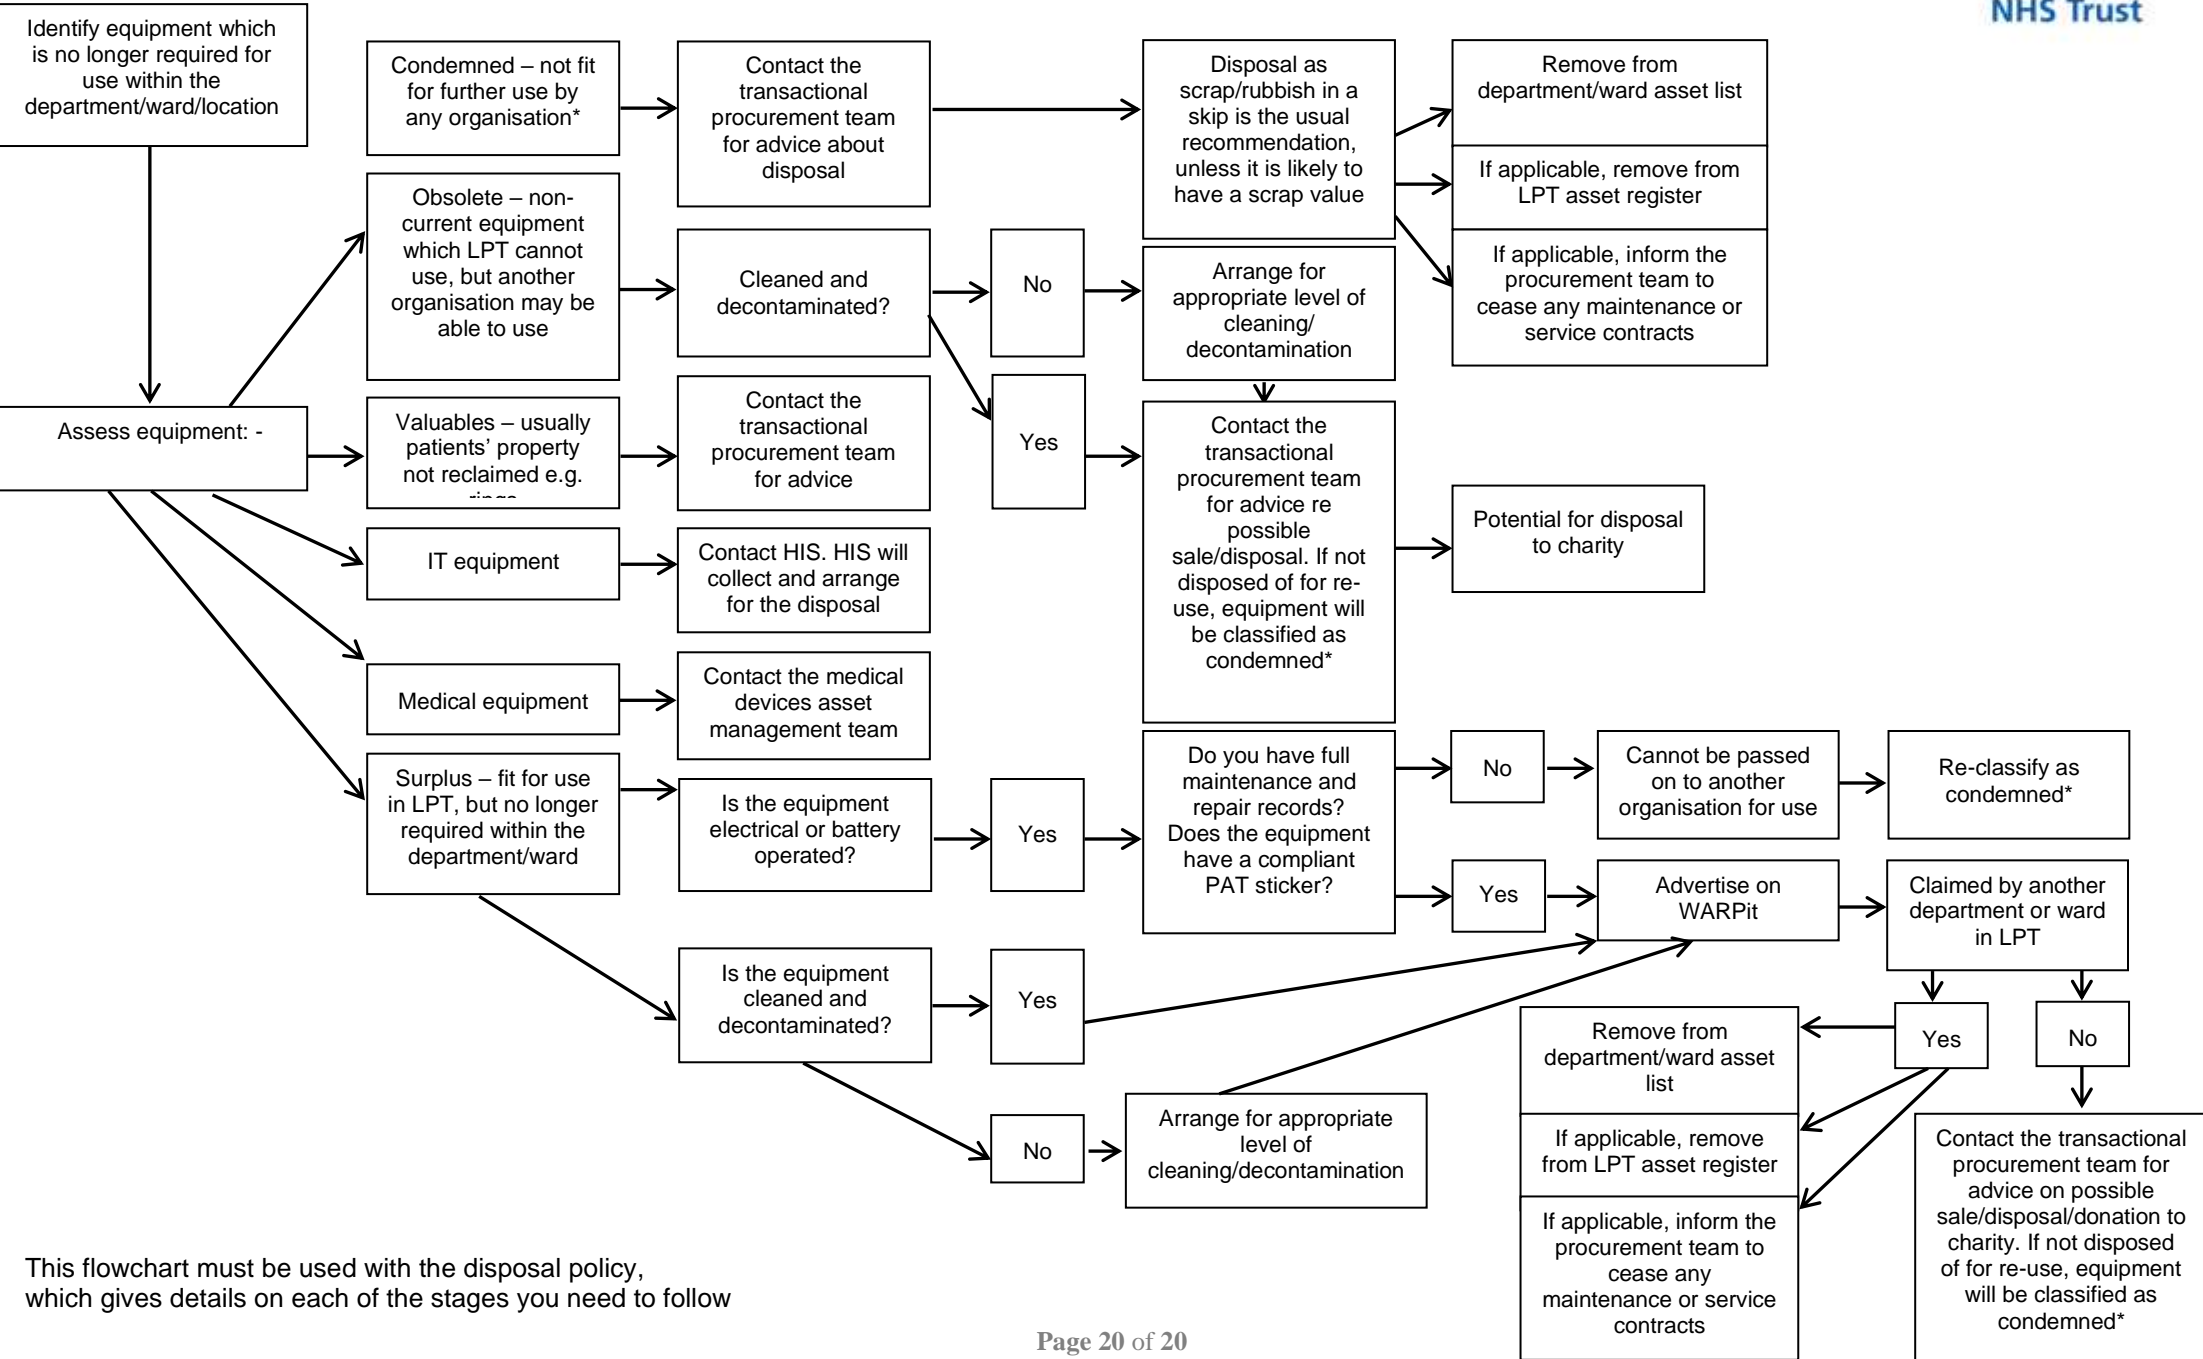 NHS Trust
Identify equipment which
is no longer required for
use within the
department/ward/location
Condemned – not fit
for further use by
any organisation*
Contact the
transactional
procurement team
for advice about
disposal
Disposal as
scrap/rubbish in a
skip is the usual
recommendation,
unless it is likely to
have a scrap value
Remove from
department/ward asset list
If applicable, remove from
LPT asset register
If applicable, inform the
procurement team to
cease any maintenance or
service contracts
Obsolete – non-
current equipment
which LPT cannot
use, but another
organisation may be
able to use
Cleaned and
decontaminated?
No
Arrange for
appropriate level of
cleaning/
decontamination
Yes
Contact the
transactional
procurement team
for advice re
possible
sale/disposal. If not
disposed of for re-
use, equipment will
be classified as
condemned*
Potential for disposal
to charity
Assess equipment: -
Valuables – usually
patients’ property
not reclaimed e.g.
rings
Contact the
transactional
procurement team
for advice
IT equipment
Contact HIS. HIS will
collect and arrange
for the disposal
Medical equipment
Contact the medical
devices asset
management team
Surplus – fit for use
in LPT, but no longer
required within the
department/ward
Is the equipment
electrical or battery
operated?
Yes
Do you have full
maintenance and
repair records?
Does the equipment
have a compliant
PAT sticker?
No
Cannot be passed
on to another
organisation for use
Re-classify as
condemned*
Yes
Advertise on
WARPit
Claimed by another
department or ward
in LPT
Is the equipment
cleaned and
decontaminated?
Yes
No
Arrange for appropriate
level of
cleaning/decontamination
Yes
No
Remove from
department/ward asset
list
If applicable, remove
from LPT asset register
If applicable, inform the
procurement team to
cease any
maintenance or service
contracts
Contact the transactional
procurement team for
advice on possible
sale/disposal/donation to
charity. If not disposed
of for re-use, equipment
will be classified as
condemned*
This flowchart must be used with the disposal policy,
which gives details on each of the stages you need to follow
Page 20 of 20